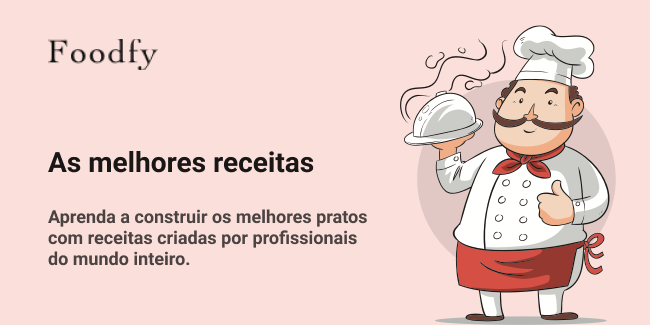 Foodfy
As melhores receitas
Aprenda a construir os melhores pratos
com receitas criadas por profissionais
do mundo inteiro.